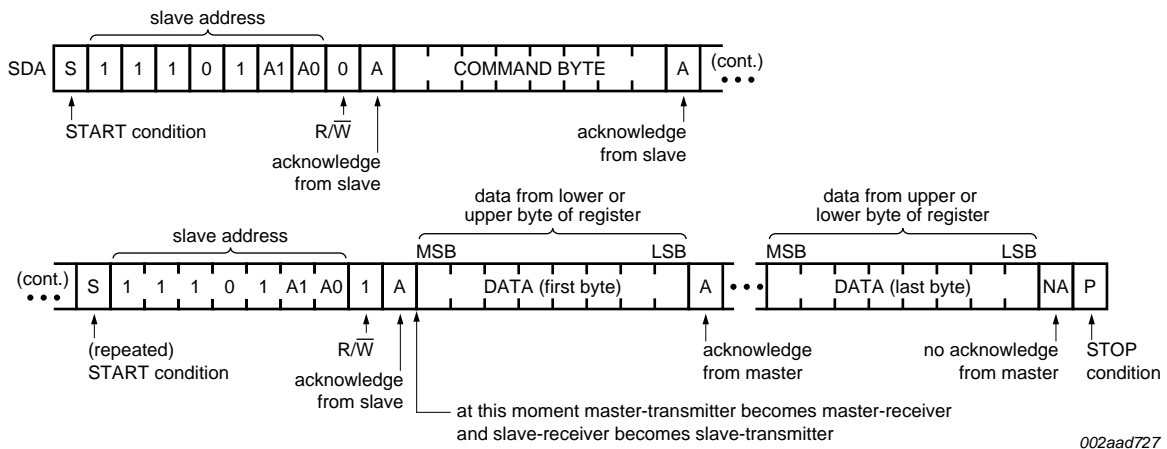 slave address
SDA S 1 1 1 0 1 A1 A0 0 A COMMAND BYTE A (cont.)
START condition R/W̅ acknowledge from slave acknowledge from slave
data from lower or upper byte of register data from upper or lower byte of register
slave address MSB LSB MSB LSB
(cont.) S 1 1 1 0 1 A1 A0 1 A DATA (first byte) A DATA (last byte) NA P
(repeated) START condition R/W̅ acknowledge from slave acknowledge from master no acknowledge from master STOP condition
at this moment master-transmitter becomes master-receiver
and slave-receiver becomes slave-transmitter
002aad727